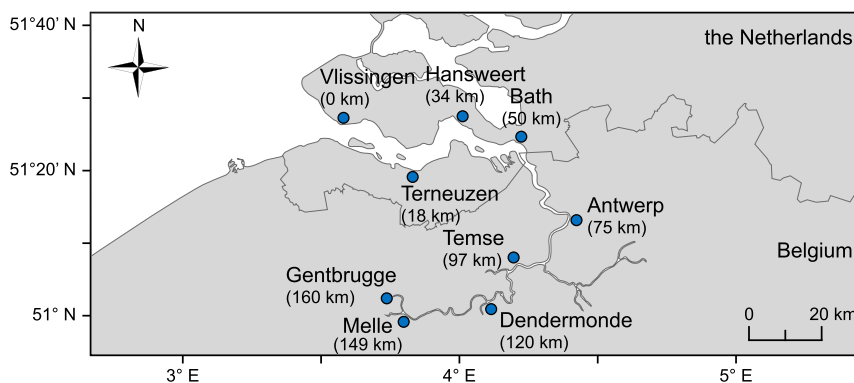 51°40' N
N
the Netherlands
Vlissingen
(0 km)
Hansweert
(34 km)
Bath
(50 km)
51°20' N
Terneuzen
(18 km)
Antwerp
(75 km)
Temse
(97 km)
Belgium
Gentbrugge
(160 km)
0 20 km
51° N
Melle
(149 km)
Dendermonde
(120 km)
3° E 4° E 5° E